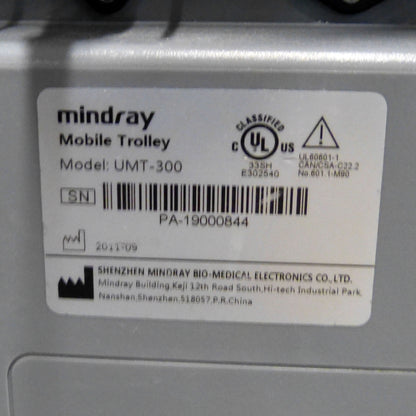 mindray
Mobile Trolley
Model: UMT-300
CLASSIFIED
C UL US
33SH
E302540
UL60601-1
CAN/CSA-C22.2
No.601.1-M90
SN
PA-19000844
2011-09
SHENZHEN MINDRAY BIO-MEDICAL ELECTRONICS CO., LTD.
Mindray Building,Keji 12th Road South,Hi-tech Industrial Park,
Nanshan,Shenzhen,518057,P.R.China